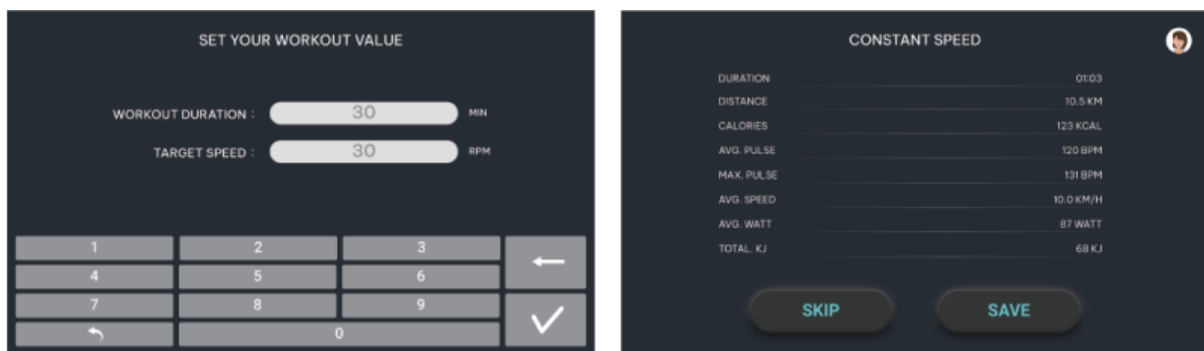 SET YOUR WORKOUT VALUE
WORKOUT DURATION : 30 MIN
TARGET SPEED : 30 RPM
1 2 3
4 5 6
7 8 9
0
CONSTANT SPEED
DURATION 01:03
DISTANCE 10.5 KM
CALORIES 123 KCAL
AVG. PULSE 120 BPM
MAX. PULSE 131 BPM
AVG. SPEED 10.0 KM/H
AVG. WATT 87 WATT
TOTAL. KJ 68 KJ
SKIP SAVE